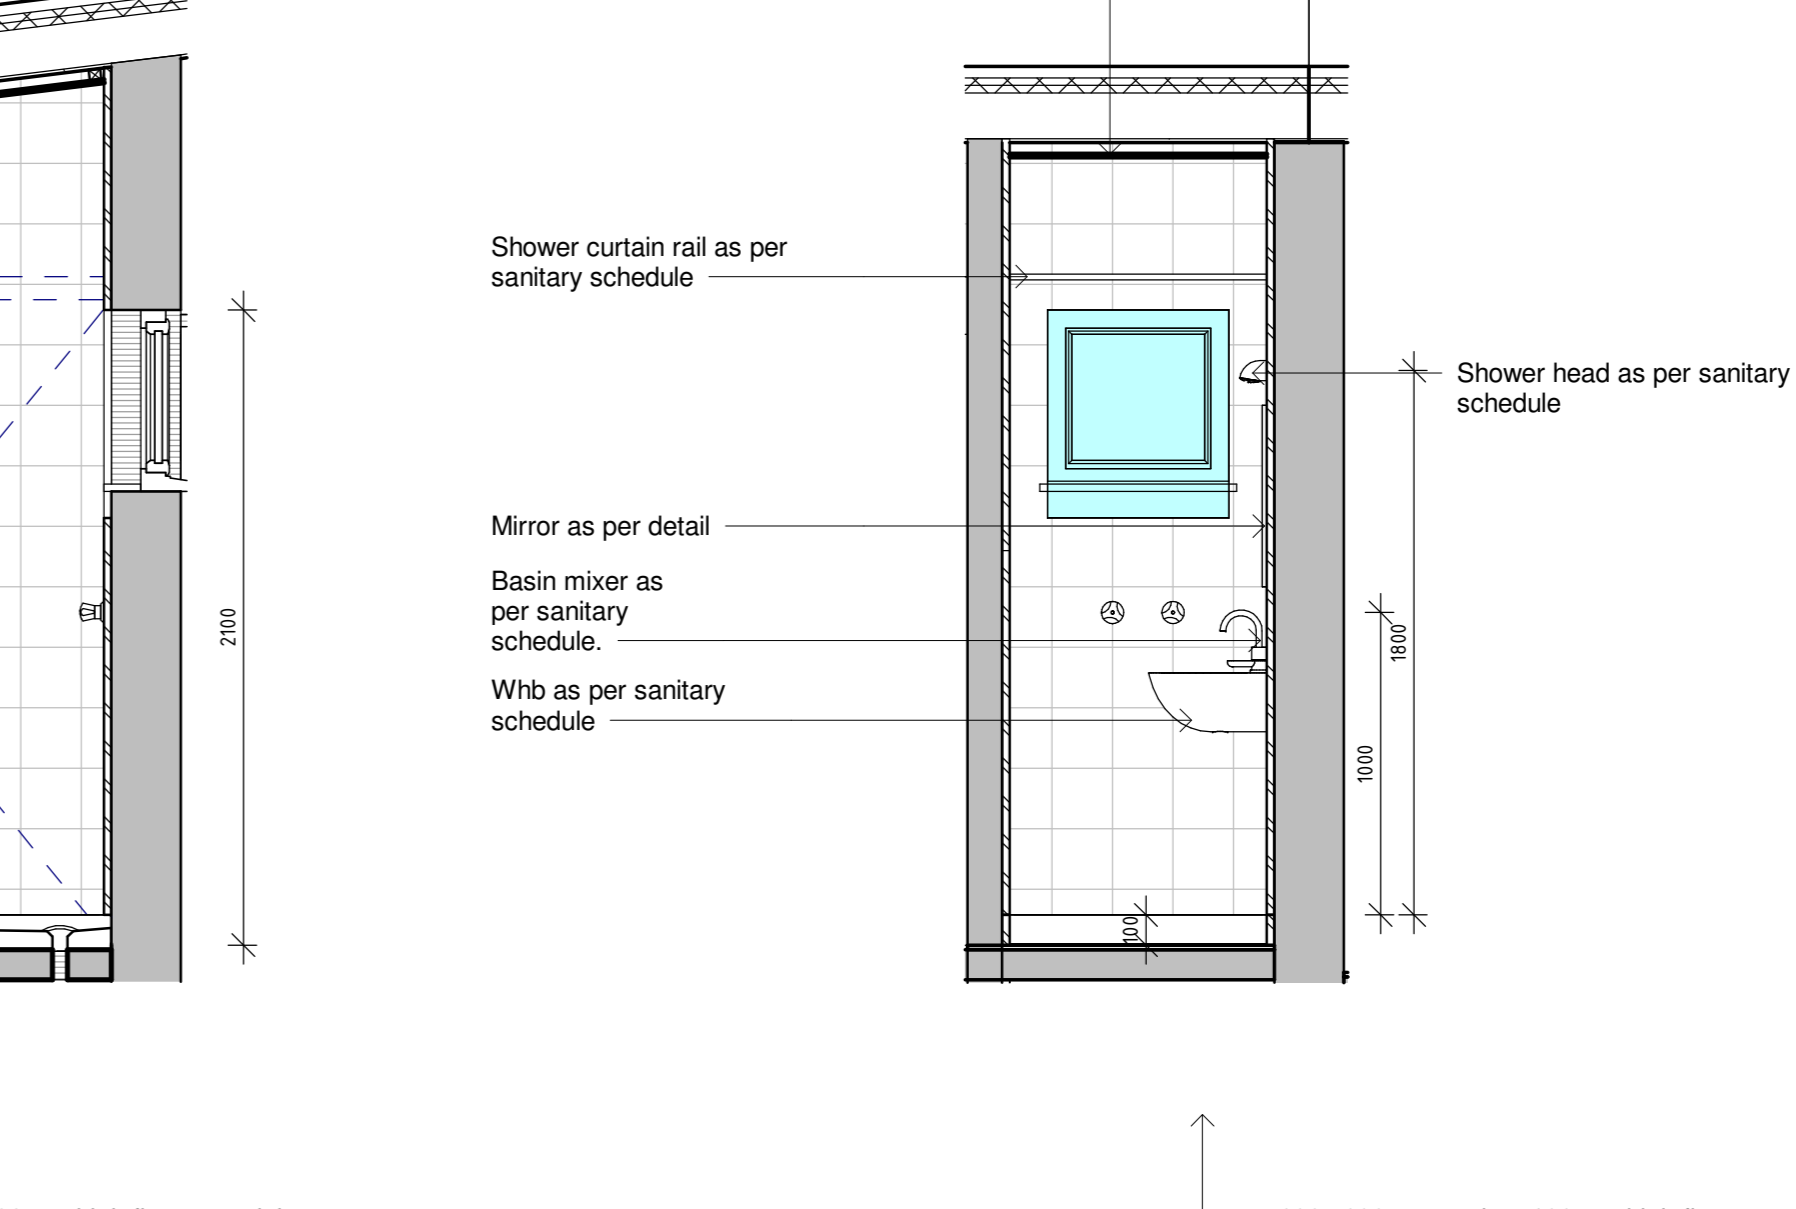 Shower curtain rail as per
sanitary schedule
Shower head as per sanitary
schedule
Mirror as per detail
Basin mixer as
per sanitary
schedule.
Whb as per sanitary
schedule
2100
1800
1000
100